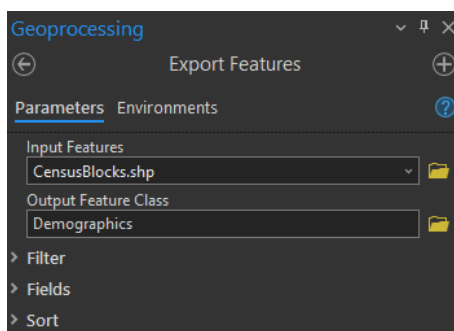 Geoprocessing
Export Features
Parameters Environments
Input Features
CensusBlocks.shp
Output Feature Class
Demographics
Filter
Fields
Sort